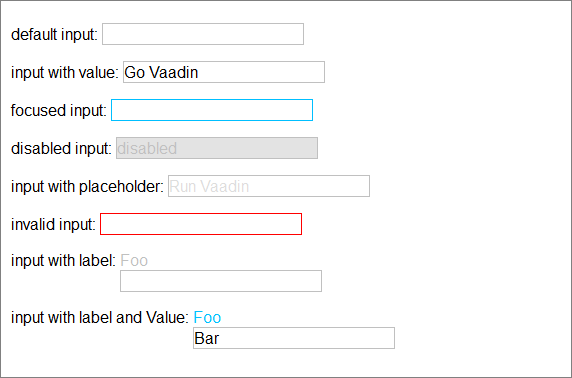 default input:
input with value: Go Vaadin
focused input:
disabled input: disabled
input with placeholder: Run Vaadin
invalid input:
input with label: Foo
input with label and Value: Foo
Bar